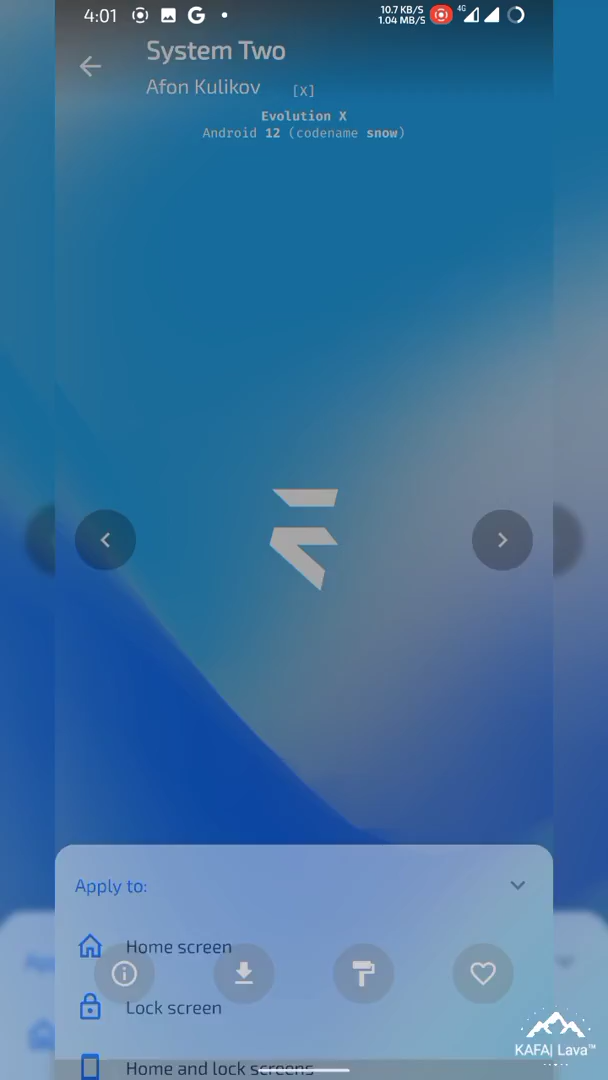 4:01
10.7 KB/S
1.04 MB/S
4G
System Two
Afon Kulikov
[X]
Evolution X
Android 12 (codename snow)
Apply to:
Home screen
Lock screen
Home and lock screens
KAFA| Lava™